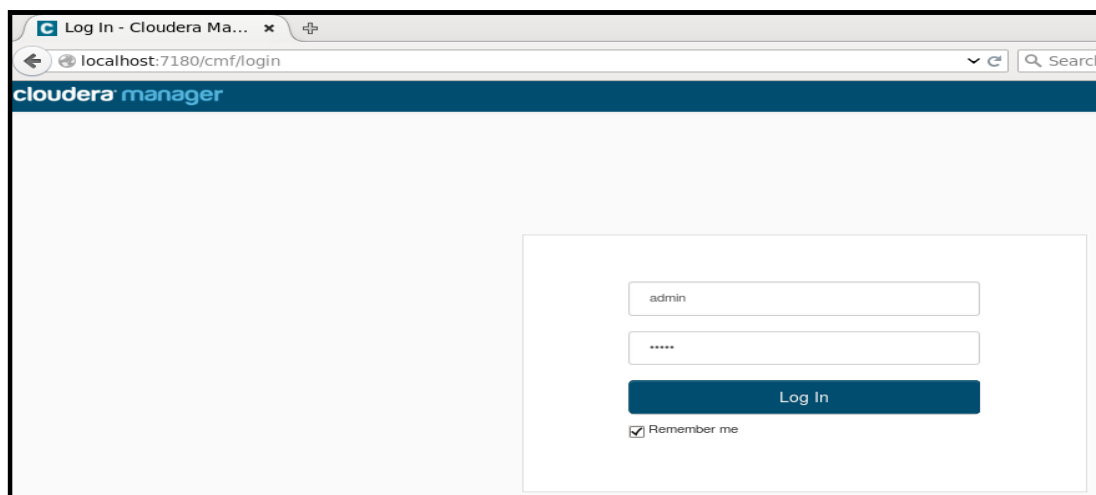 Log In - Cloudera Ma...
localhost:7180/cmf/login
Search
cloudera manager
admin
•••••
Log In
Remember me